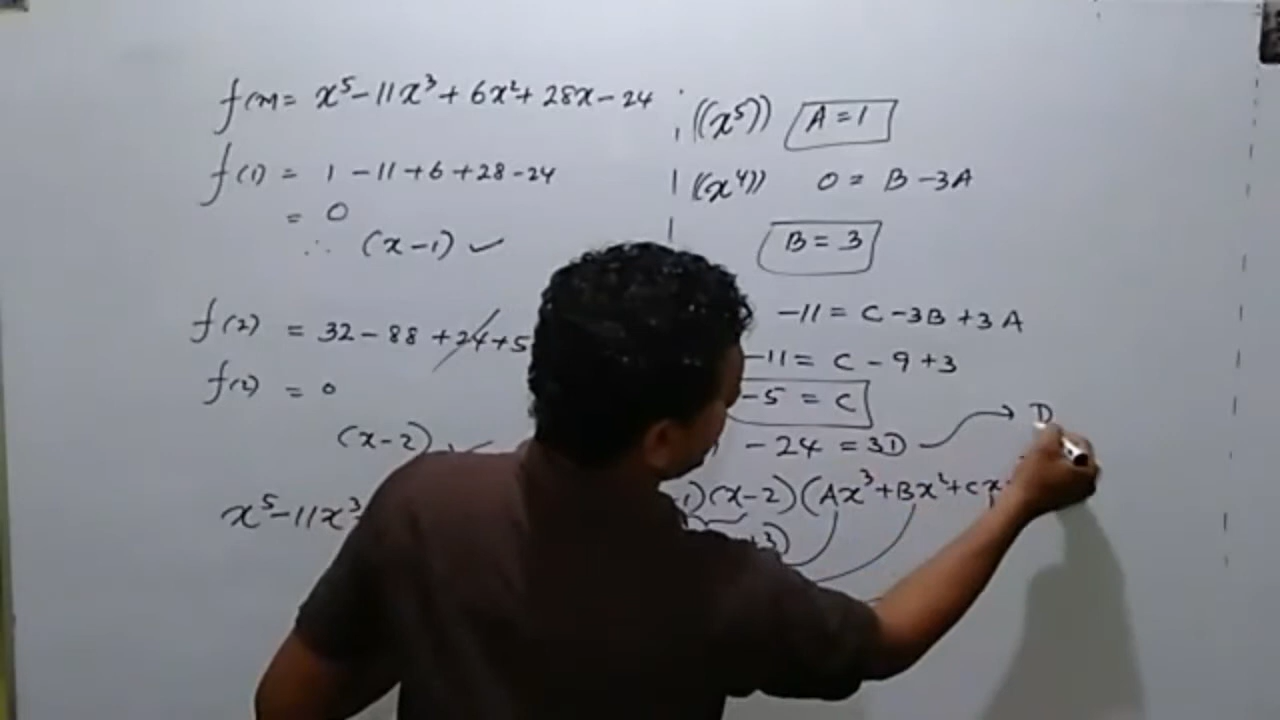 f(x) = x⁵ - 11x³ + 6x² + 28x - 24
f(1) = 1 - 11 + 6 + 28 - 24
= 0
∴ (x-1) ✓
f(2) = 32 - 88 + 24 + 5
f(2) = 0
(x-2) ✓
x⁵ - 11x³
((x⁵)) A = 1
((x⁴)) 0 = B - 3A
B = 3
-11 = C - 3B + 3A
-11 = C - 9 + 3
-5 = C
-24 = 3D → D
1)(x-2)(Ax³ + Bx² + Cx
+3)